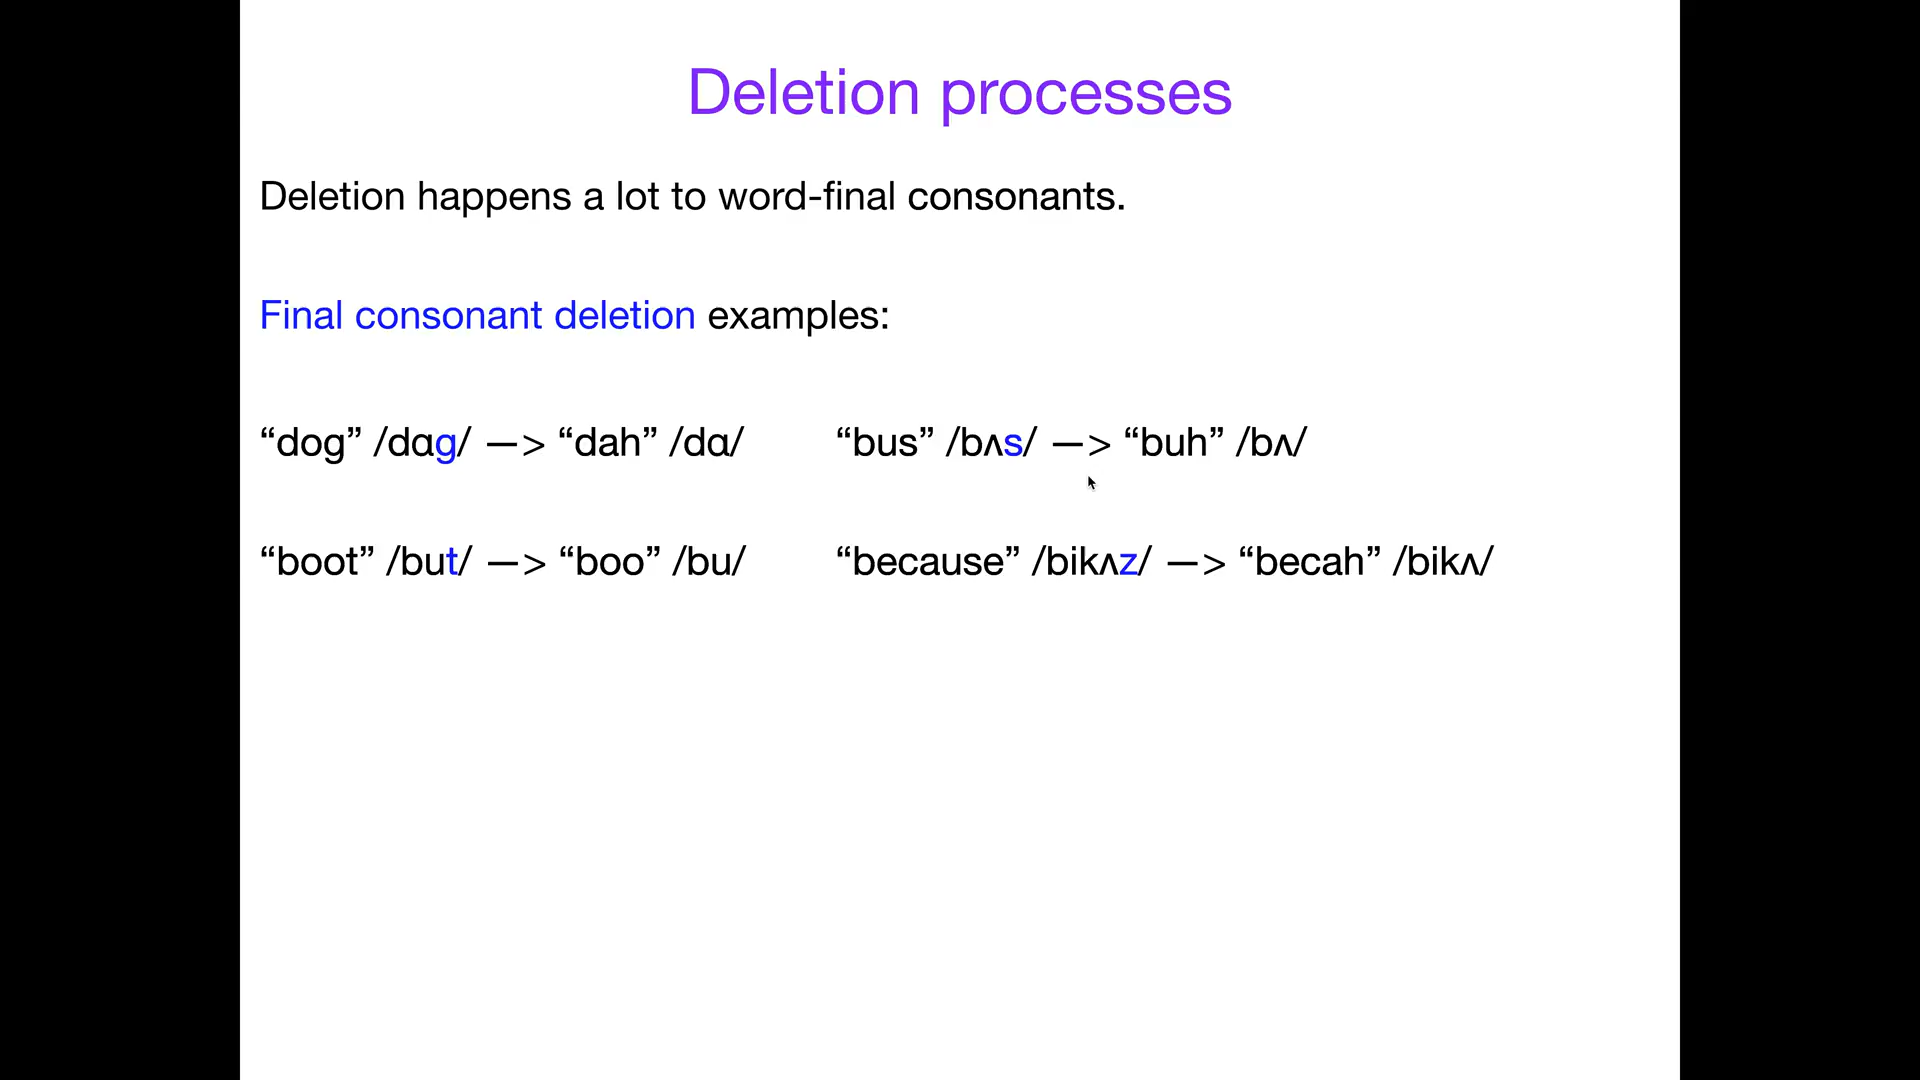 Deletion processes
Deletion happens a lot to word-final consonants.
Final consonant deletion examples:
“dog” /dɑg/ —> “dah” /dɑ/ “bus” /bʌs/ —> “buh” /bʌ/
“boot” /but/ —> “boo” /bu/ “because” /bikʌz/ —> “becah” /bikʌ/